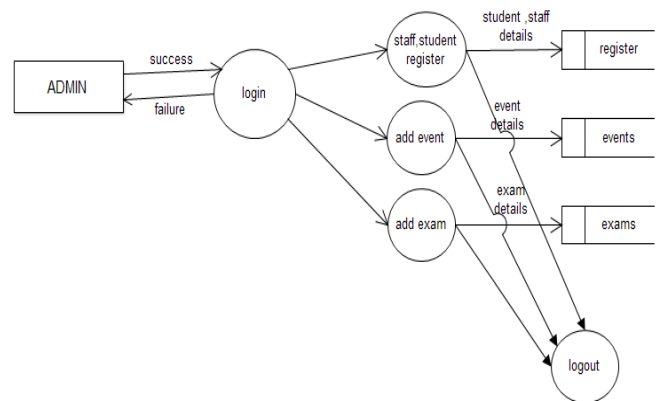 ADMIN
success
failure
login
staff,student
register
student ,staff
details
register
add event
event
details
events
add exam
exam
details
exams
logout